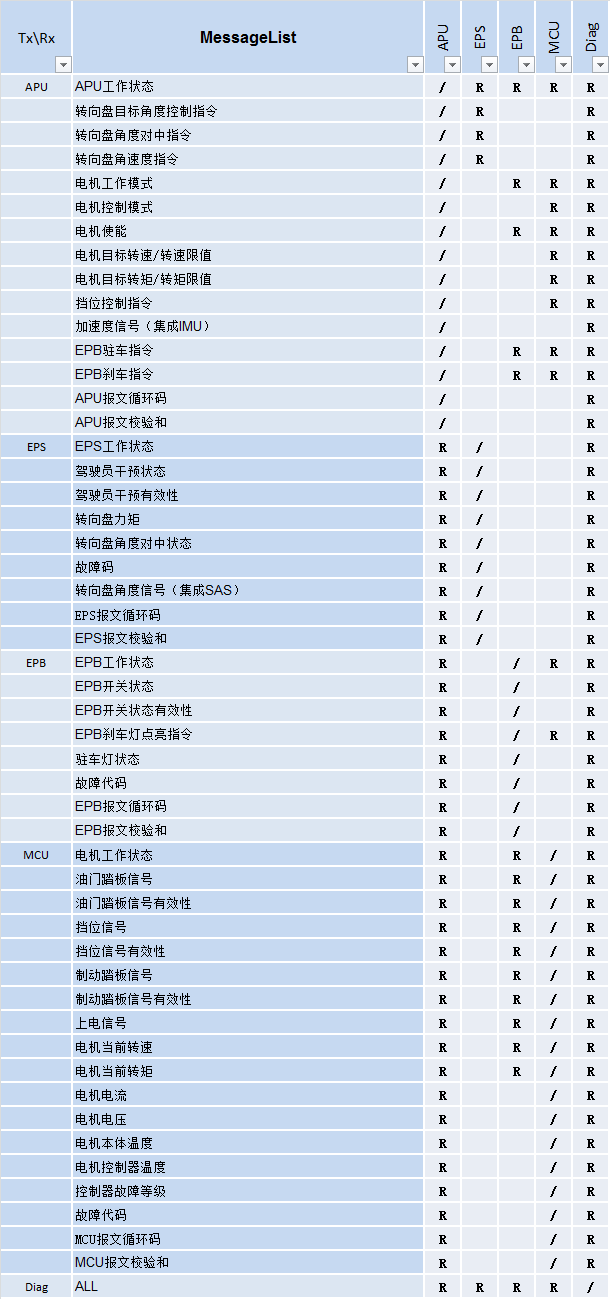 Tx\Rx MessageList APU EPS EPB MCU Diag
APU APU工作状态 / R R R R
转向盘目标角度控制指令 / R R
转向盘角度对中指令 / R R
转向盘角速度指令 / R R
电机工作模式 / R R R
电机控制模式 / R R
电机使能 / R R R
电机目标转速/转速限值 / R R
电机目标转矩/转矩限值 / R R
挡位控制指令 / R R
加速度信号（集成IMU） / R
EPB驻车指令 / R R R
EPB刹车指令 / R R R
APU报文循环码 / R
APU报文校验和 / R
EPS EPS工作状态 R / R
驾驶员干预状态 R / R
驾驶员干预有效性 R / R
转向盘力矩 R / R
转向盘角度对中状态 R / R
故障码 R / R
转向盘角度信号（集成SAS） R / R
EPS报文循环码 R / R
EPS报文校验和 R / R
EPB EPB工作状态 R / R R
EPB开关状态 R / R
EPB开关状态有效性 R / R
EPB刹车灯点亮指令 R / R R
驻车灯状态 R / R
故障代码 R / R
EPB报文循环码 R / R
EPB报文校验和 R / R
MCU 电机工作状态 R R / R
油门踏板信号 R R / R
油门踏板信号有效性 R R / R
挡位信号 R R / R
挡位信号有效性 R R / R
制动踏板信号 R R / R
制动踏板信号有效性 R R / R
上电信号 R R / R
电机当前转速 R R / R
电机当前转矩 R R / R
电机电流 R / R
电机电压 R / R
电机本体温度 R / R
电机控制器温度 R / R
控制器故障等级 R / R
故障代码 R / R
MCU报文循环码 R / R
MCU报文校验和 R / R
Diag ALL R R R R /